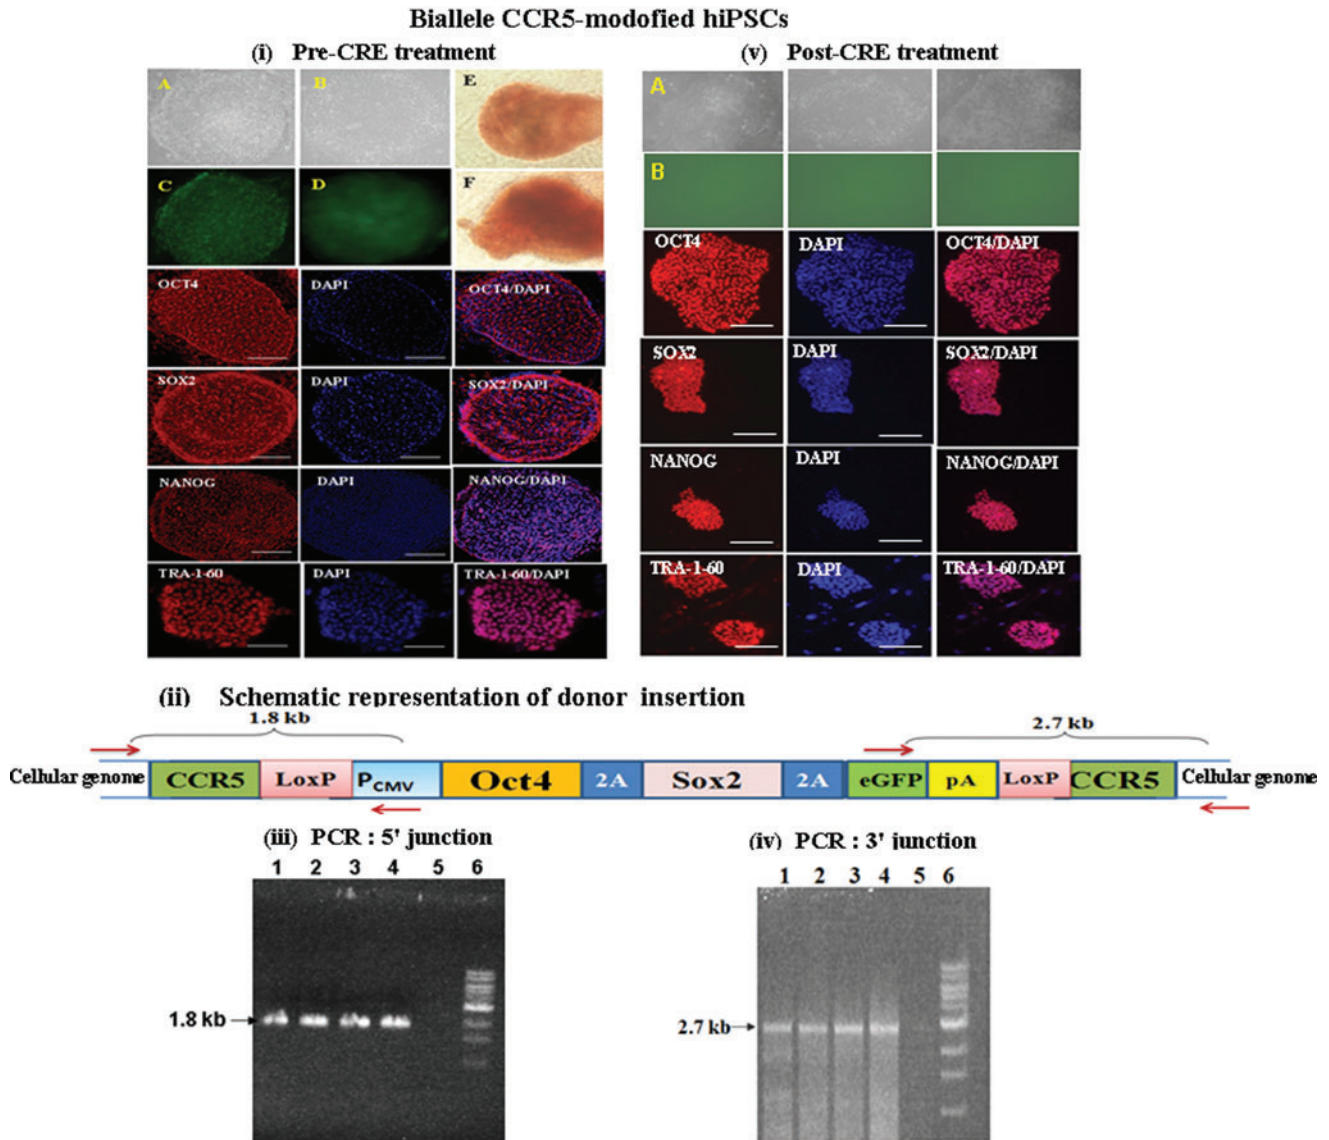 Biallele CCR5-modofied hiPSCs
(i) Pre-CRE treatment
(v) Post-CRE treatment
A B E
C D F
OCT4 DAPI OCT4/DAPI
SOX2 DAPI SOX2/DAPI
NANOG DAPI NANOG/DAPI
TRA-1-60 DAPI TRA-1-60/DAPI
A
B
OCT4 DAPI OCT4/DAPI
SOX2 DAPI SOX2/DAPI
NANOG DAPI NANOG/DAPI
TRA-1-60 DAPI TRA-1-60/DAPI
(ii) Schematic representation of donor insertion
1.8 kb 2.7 kb
Cellular genome CCR5 LoxP PCMV Oct4 2A Sox2 2A eGFP pA LoxP CCR5 Cellular genome
(iii) PCR : 5' junction
1 2 3 4 5 6
1.8 kb
(iv) PCR : 3' junction
1 2 3 4 5 6
2.7 kb